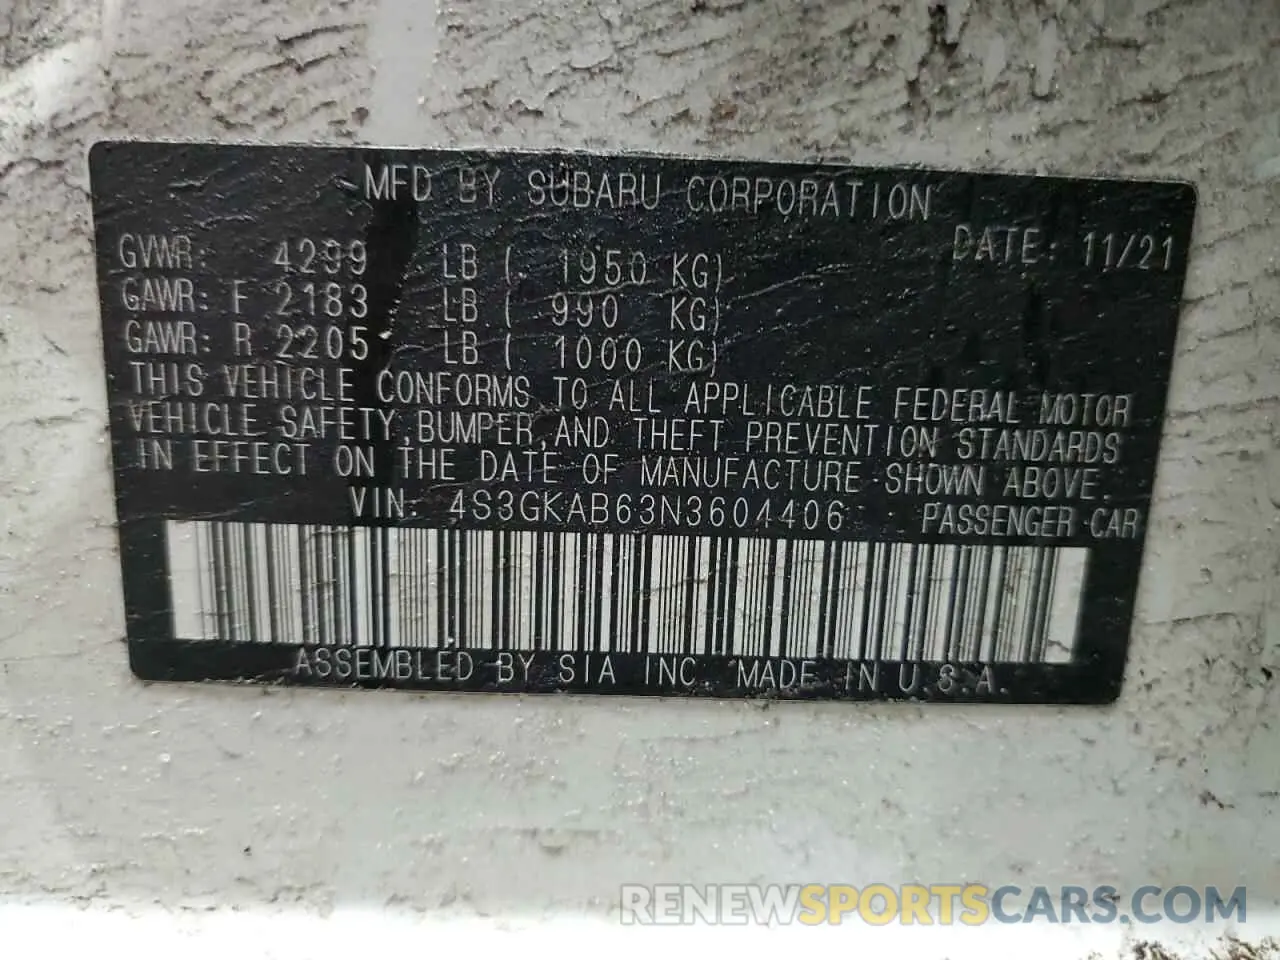 MFD BY SUBARU CORPORATION
DATE: 11/21
GVWR: 4299 LB ( 1950 KG)
GAWR: F 2183 LB ( 990 KG)
GAWR: R 2205 LB ( 1000 KG)
THIS VEHICLE CONFORMS TO ALL APPLICABLE FEDERAL MOTOR
VEHICLE SAFETY, BUMPER, AND THEFT PREVENTION STANDARDS
IN EFFECT ON THE DATE OF MANUFACTURE SHOWN ABOVE.
VIN: 4S3GKAB63N3604406 PASSENGER CAR
ASSEMBLED BY SIA INC. MADE IN U.S.A.
RENEWSPORTSCARS.COM